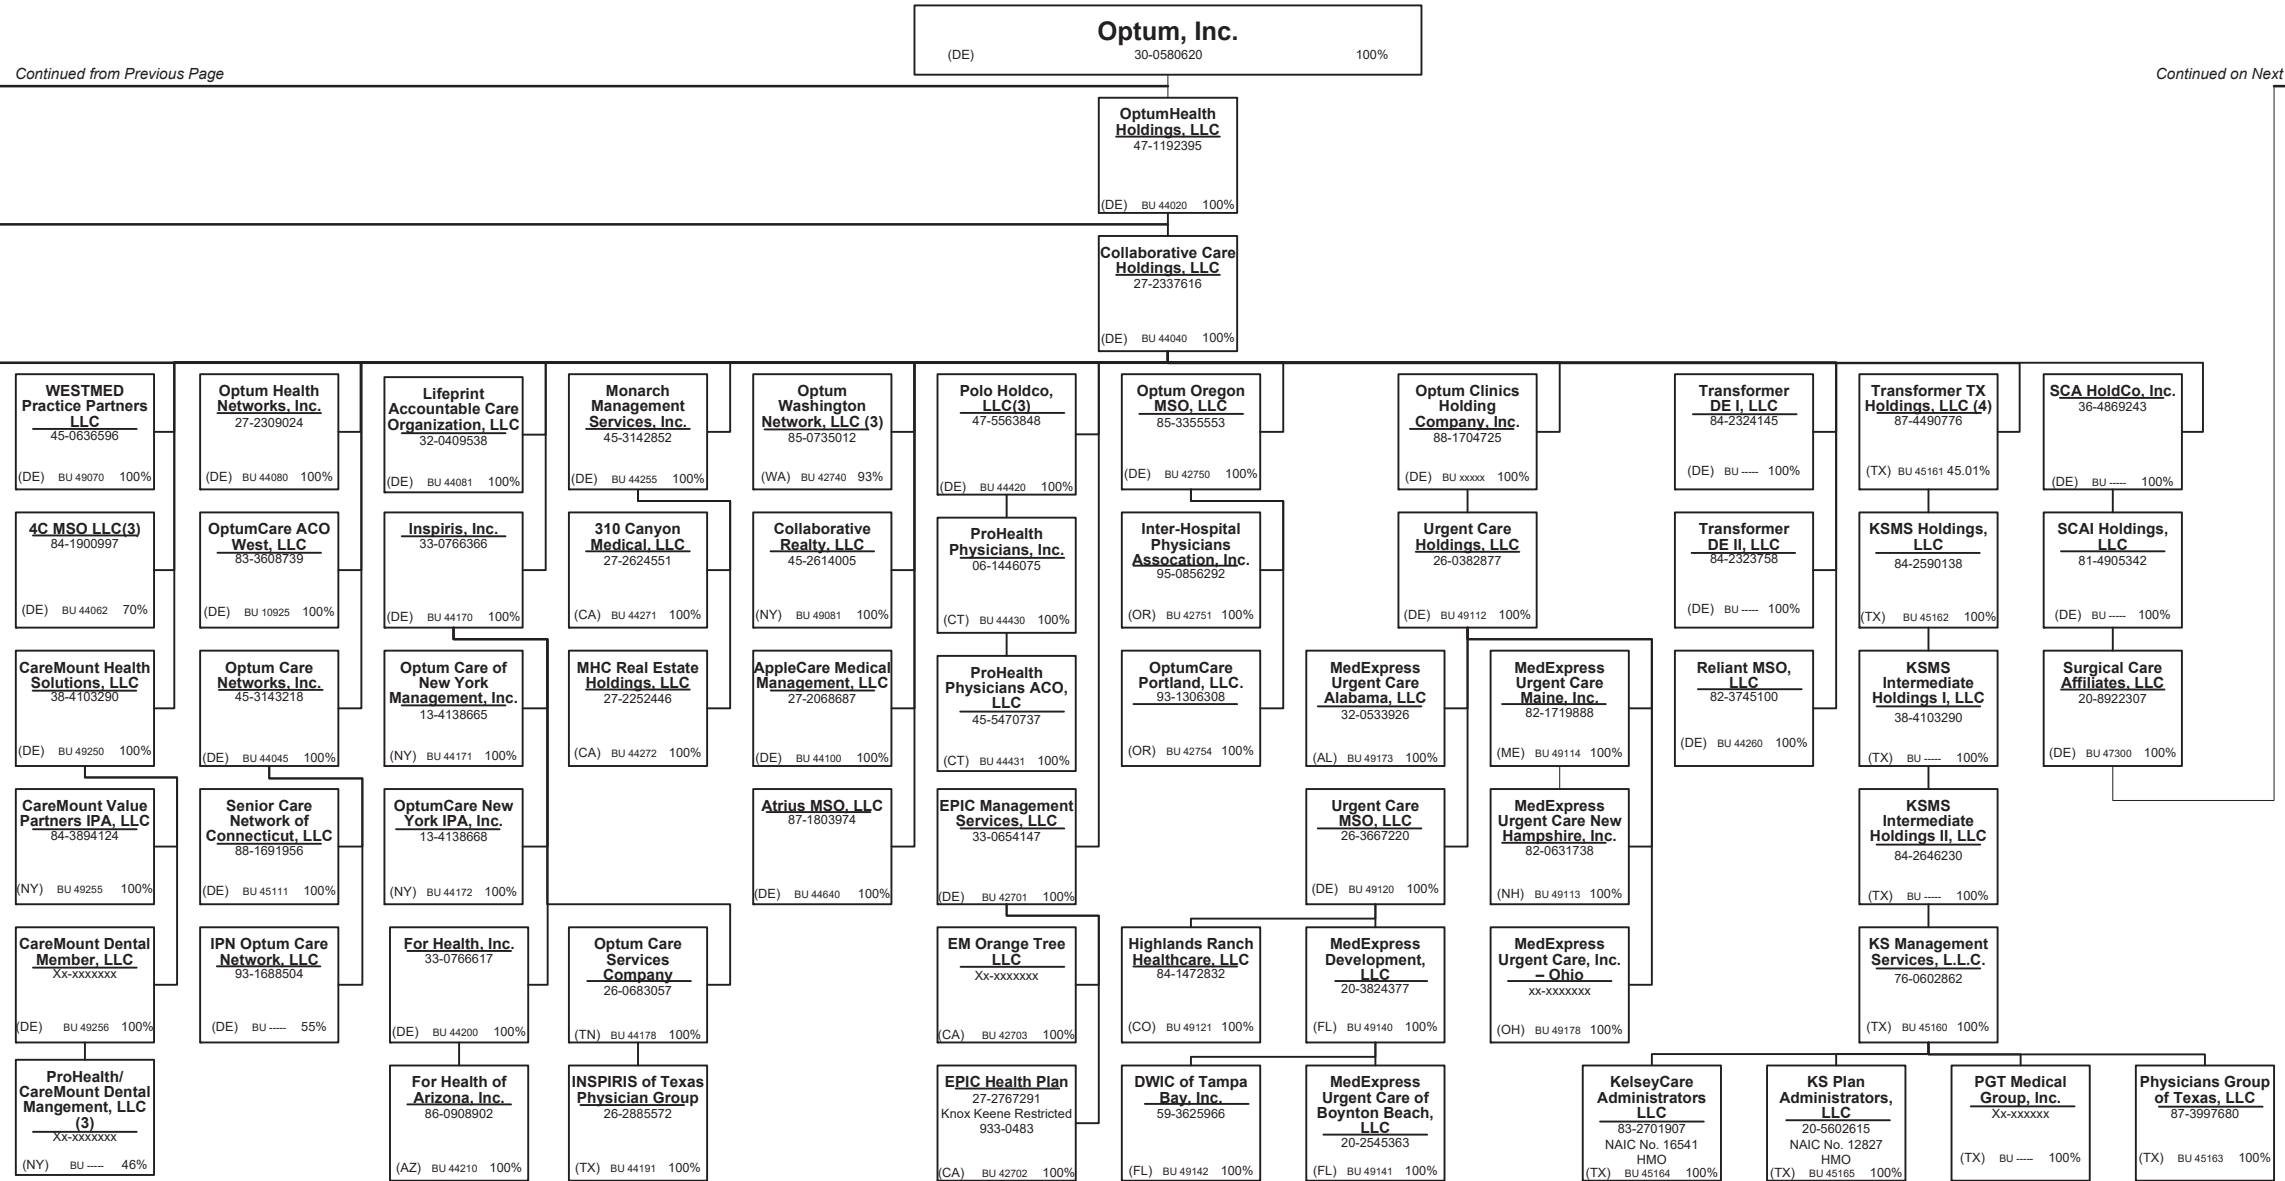 Optum, Inc.
(DE) 30-0580620 100%
Continued from Previous Page
Continued on Next
OptumHealth
Holdings, LLC
47-1192395
(DE) BU 44020 100%
Collaborative Care
Holdings, LLC
27-2337616
(DE) BU 44040 100%
WESTMED
Practice Partners
LLC
45-0636596
(DE) BU 49070 100%
Optum Health
Networks, Inc.
27-2309024
(DE) BU 44080 100%
Lifeprint
Accountable Care
Organization, LLC
32-0409538
(DE) BU 44081 100%
Monarch
Management
Services, Inc.
45-3142852
(DE) BU 44255 100%
Optum
Washington
Network, LLC (3)
85-0735012
(WA) BU 42740 93%
Polo Holdco,
LLC(3)
47-5563848
(DE) BU 44420 100%
Optum Oregon
MSO, LLC
85-3355553
(DE) BU 42750 100%
Optum Clinics
Holding
Company, Inc.
88-1704725
(DE) BU xxxxx 100%
Transformer
DE I, LLC
84-2324145
(DE) BU ----- 100%
Transformer TX
Holdings, LLC (4)
87-4490776
(TX) BU 45161 45.01%
SCA HoldCo, Inc.
36-4869243
(DE) BU ----- 100%
4C MSO LLC(3)
84-1900997
(DE) BU 44062 70%
OptumCare ACO
West, LLC
83-3608739
(DE) BU 10925 100%
Inspiris, Inc.
33-0766366
(DE) BU 44170 100%
310 Canyon
Medical, LLC
27-2624551
(CA) BU 44271 100%
Collaborative
Realty, LLC
45-2614005
(NY) BU 49081 100%
ProHealth
Physicians, Inc.
06-1446075
(CT) BU 44430 100%
Inter-Hospital
Physicians
Assocation, Inc.
95-0856292
(OR) BU 42751 100%
Urgent Care
Holdings, LLC
26-0382877
(DE) BU 49112 100%
Transformer
DE II, LLC
84-2323758
(DE) BU ----- 100%
KSMS Holdings,
LLC
84-2590138
(TX) BU 45162 100%
SCAI Holdings,
LLC
81-4905342
(DE) BU ----- 100%
CareMount Health
Solutions, LLC
38-4103290
(DE) BU 49250 100%
Optum Care
Networks, Inc.
45-3143218
(DE) BU 44045 100%
Optum Care of
New York
Management, Inc.
13-4138665
(NY) BU 44171 100%
MHC Real Estate
Holdings, LLC
27-2252446
(CA) BU 44272 100%
AppleCare Medical
Management, LLC
27-2068687
(DE) BU 44100 100%
ProHealth
Physicians ACO,
LLC
45-5470737
(CT) BU 44431 100%
OptumCare
Portland, LLC.
93-1306308
(OR) BU 42754 100%
MedExpress
Urgent Care
Alabama, LLC
32-0533926
(AL) BU 49173 100%
MedExpress
Urgent Care
Maine, Inc.
82-1719888
(ME) BU 49114 100%
Reliant MSO,
LLC
82-3745100
(DE) BU 44260 100%
KSMS
Intermediate
Holdings I, LLC
38-4103290
(TX) BU ----- 100%
Surgical Care
Affiliates, LLC
20-8922307
(DE) BU 47300 100%
CareMount Value
Partners IPA, LLC
84-3894124
(NY) BU 49255 100%
Senior Care
Network of
Connecticut, LLC
88-1691956
(DE) BU 45111 100%
OptumCare New
York IPA, Inc.
13-4138668
(NY) BU 44172 100%
Atrius MSO, LLC
87-1803974
(DE) BU 44640 100%
EPIC Management
Services, LLC
33-0654147
(DE) BU 42701 100%
Urgent Care
MSO, LLC
26-3667220
(DE) BU 49120 100%
MedExpress
Urgent Care New
Hampshire, Inc.
82-0631738
(NH) BU 49113 100%
KSMS
Intermediate
Holdings II, LLC
84-2646230
(TX) BU ----- 100%
CareMount Dental
Member, LLC
Xx-xxxxxxx
(DE) BU 49256 100%
IPN Optum Care
Network, LLC
93-1688504
(DE) BU ----- 55%
For Health, Inc.
33-0766617
(DE) BU 44200 100%
Optum Care
Services
Company
26-0683057
(TN) BU 44178 100%
EM Orange Tree
LLC
Xx-xxxxxxx
(CA) BU 42703 100%
Highlands Ranch
Healthcare, LLC
84-1472832
(CO) BU 49121 100%
MedExpress
Development,
LLC
20-3824377
(FL) BU 49140 100%
MedExpress
Urgent Care, Inc.
– Ohio
xx-xxxxxxx
(OH) BU 49178 100%
KS Management
Services, L.L.C.
76-0602862
(TX) BU 45160 100%
ProHealth/
CareMount Dental
Mangement, LLC
(3)
Xx-xxxxxxx
(NY) BU ----- 46%
For Health of
Arizona, Inc.
86-0908902
(AZ) BU 44210 100%
INSPIRIS of Texas
Physician Group
26-2885572
(TX) BU 44191 100%
EPIC Health Plan
27-2767291
Knox Keene Restricted
933-0483
(CA) BU 42702 100%
DWIC of Tampa
Bay, Inc.
59-3625966
(FL) BU 49142 100%
MedExpress
Urgent Care of
Boynton Beach,
LLC
20-2545363
(FL) BU 49141 100%
KelseyCare
Administrators
LLC
83-2701907
NAIC No. 16541
HMO
(TX) BU 45164 100%
KS Plan
Administrators,
LLC
20-5602615
NAIC No. 12827
HMO
(TX) BU 45165 100%
PGT Medical
Group, Inc.
Xx-xxxxxx
(TX) BU ----- 100%
Physicians Group
of Texas, LLC
87-3997680
(TX) BU 45163 100%